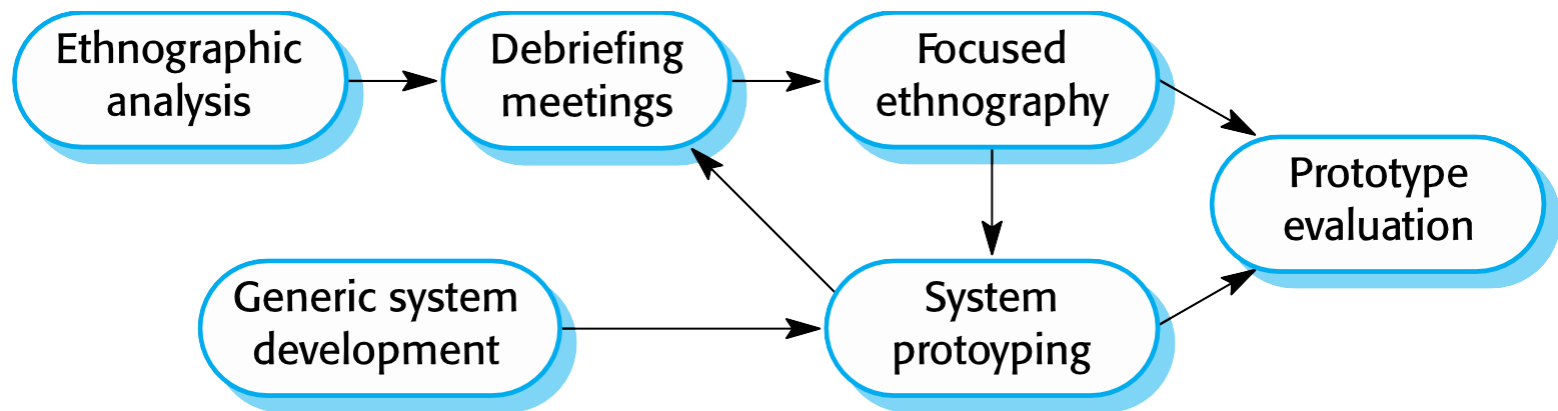 Ethnographic
analysis
Debriefing
meetings
Focused
ethnography
Prototype
evaluation
Generic system
development
System
protoyping